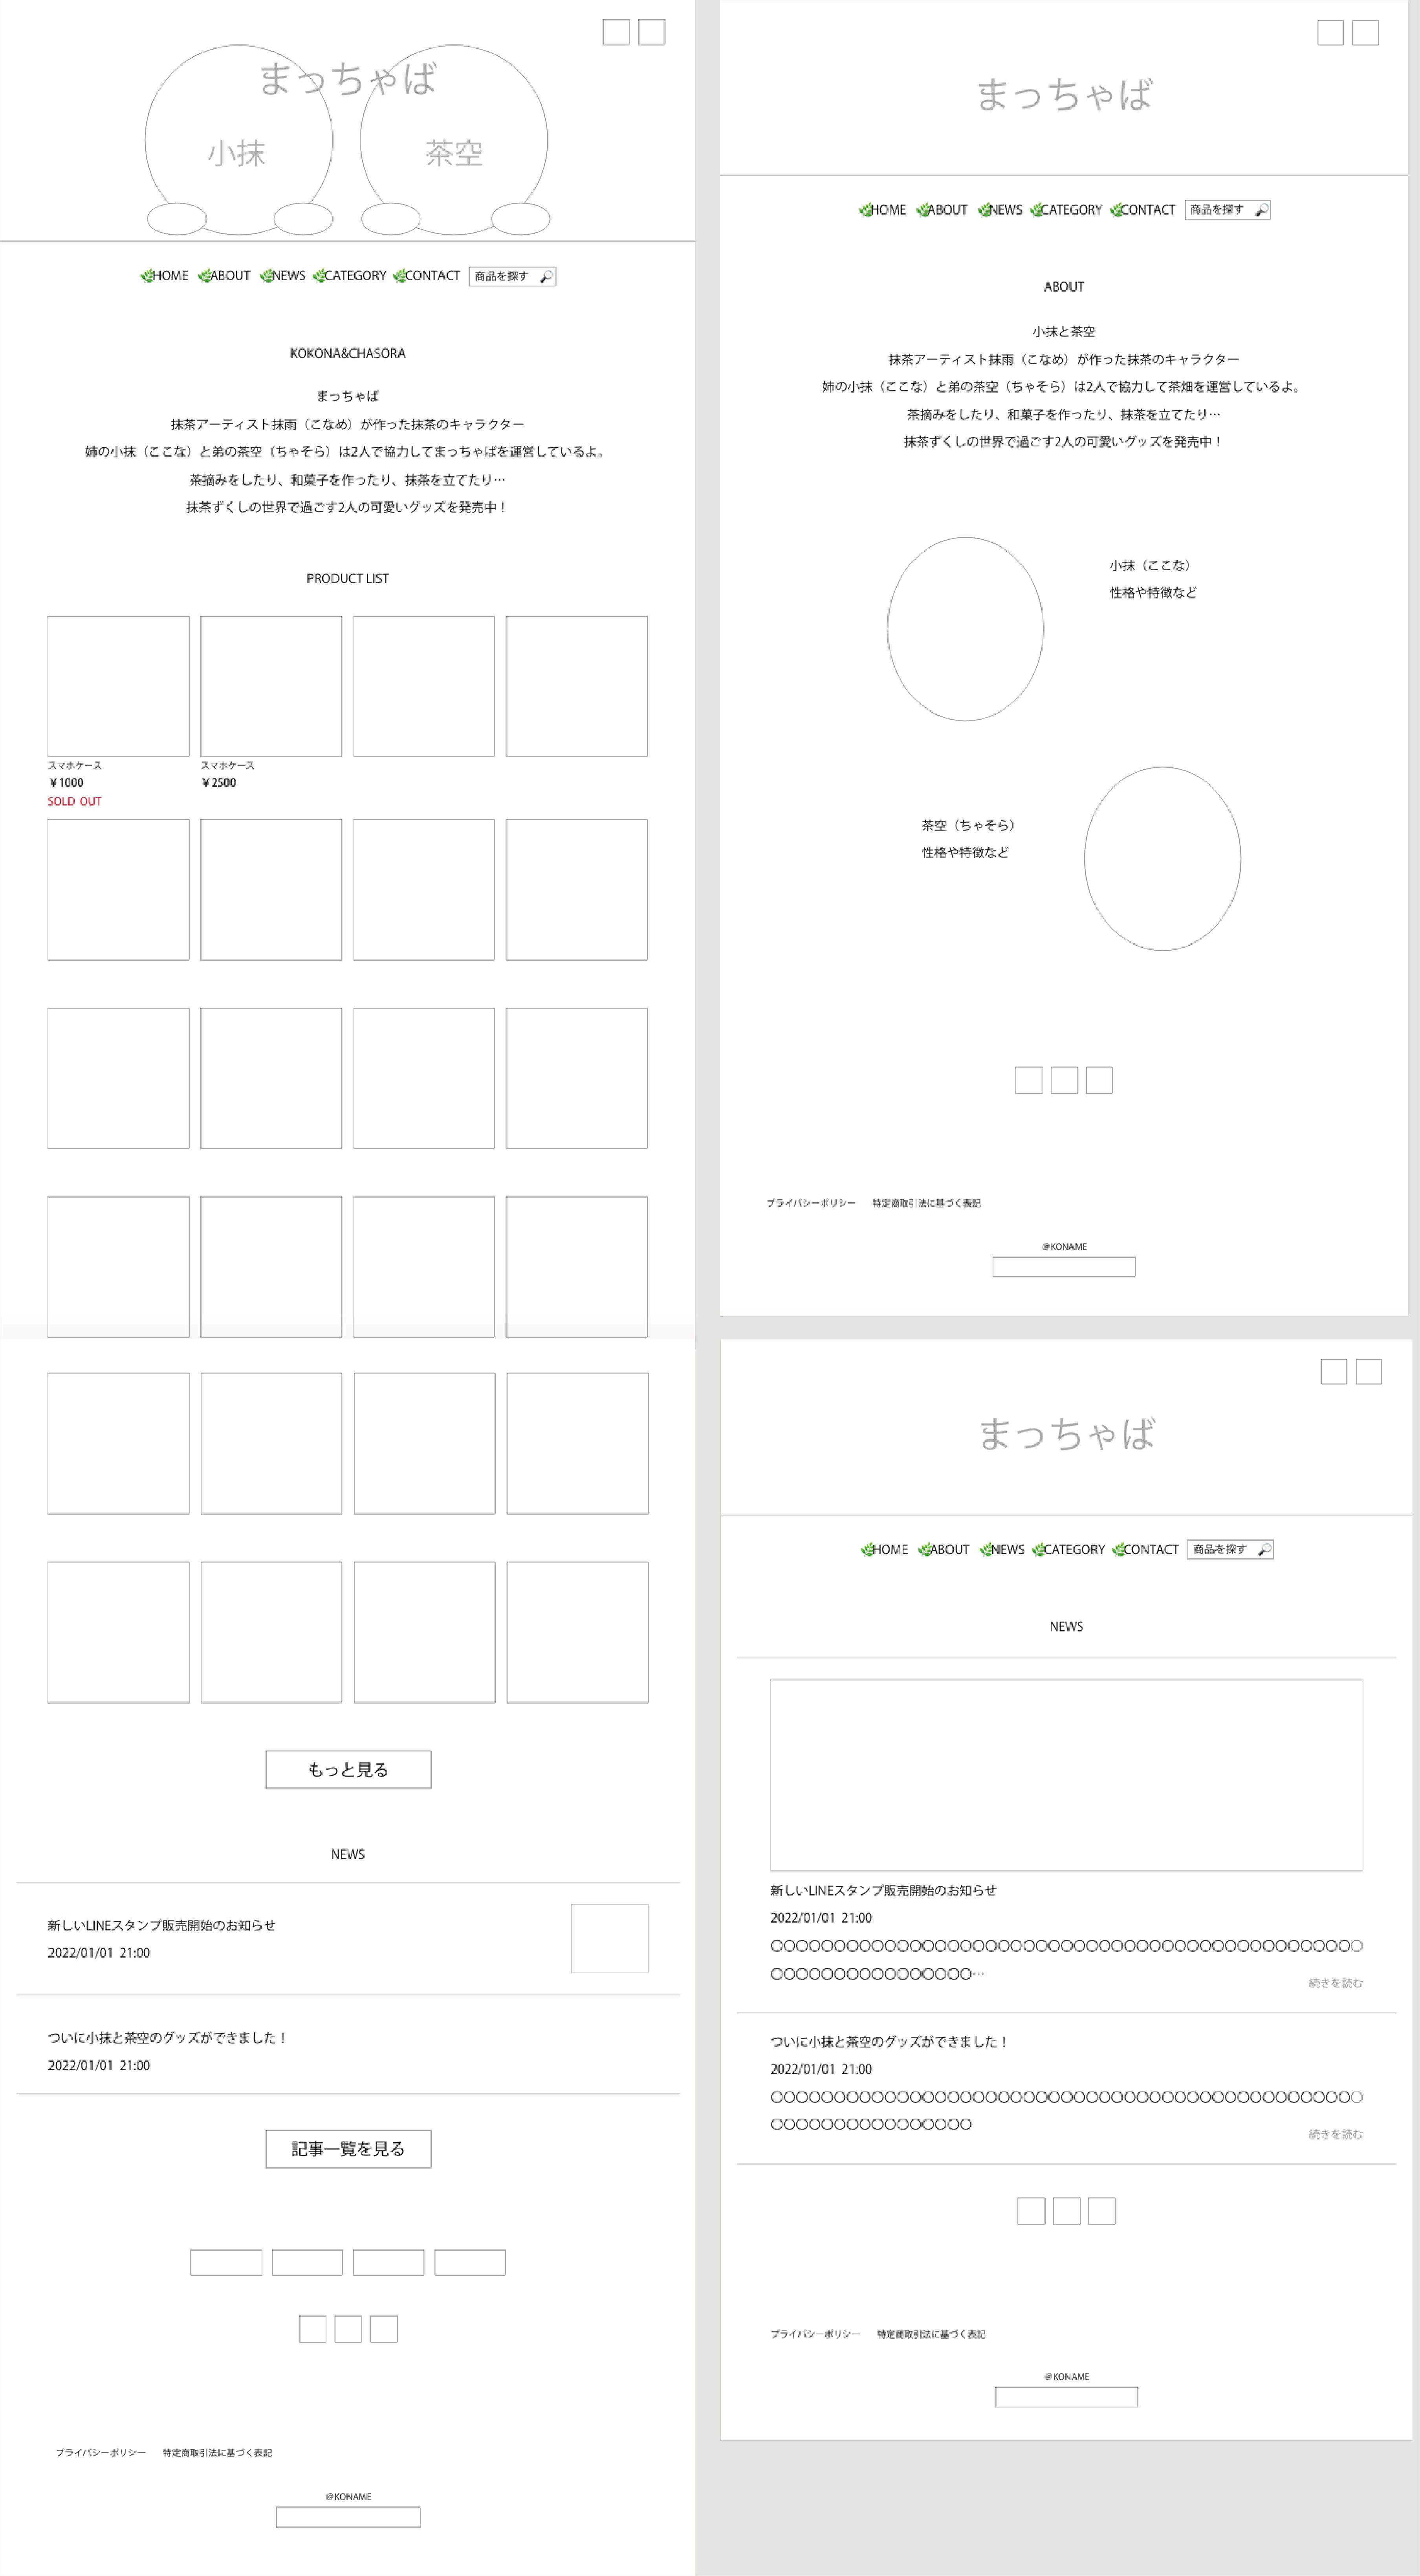 まっちゃば
小抹 茶空
HOME ABOUT NEWS CATEGORY CONTACT 商品を探す
KOKONA&CHASORA
まっちゃば
抹茶アーティスト抹雨（こなめ）が作った抹茶のキャラクター
姉の小抹（ここな）と弟の茶空（ちゃそら）は2人で協力してまっちゃばを運営しているよ。
茶摘みをしたり、和菓子を作ったり、抹茶を立てたり…
抹茶ずくしの世界で過ごす2人の可愛いグッズを発売中！
PRODUCT LIST
スマホケース スマホケース
￥1000 ￥2500
SOLD OUT
もっと見る
NEWS
新しいLINEスタンプ販売開始のお知らせ
2022/01/01 21:00
ついに小抹と茶空のグッズができました！
2022/01/01 21:00
記事一覧を見る
プライバシーポリシー 特定商取引法に基づく表記
@KONAME
まっちゃば
HOME ABOUT NEWS CATEGORY CONTACT 商品を探す
ABOUT
小抹と茶空
抹茶アーティスト抹雨（こなめ）が作った抹茶のキャラクター
姉の小抹（ここな）と弟の茶空（ちゃそら）は2人で協力して茶畑を運営しているよ。
茶摘みをしたり、和菓子を作ったり、抹茶を立てたり…
抹茶ずくしの世界で過ごす2人の可愛いグッズを発売中！
小抹（ここな）
性格や特徴など
茶空（ちゃそら）
性格や特徴など
プライバシーポリシー 特定商取引法に基づく表記
@KONAME
まっちゃば
HOME ABOUT NEWS CATEGORY CONTACT 商品を探す
NEWS
新しいLINEスタンプ販売開始のお知らせ
2022/01/01 21:00
〇〇〇〇〇〇〇〇〇〇〇〇〇〇〇〇〇〇〇〇〇〇〇〇〇〇〇〇〇〇〇〇〇〇〇〇〇〇〇〇〇〇〇〇〇〇〇
〇〇〇〇〇〇〇〇〇〇〇〇〇〇〇〇…
続きを読む
ついに小抹と茶空のグッズができました！
2022/01/01 21:00
〇〇〇〇〇〇〇〇〇〇〇〇〇〇〇〇〇〇〇〇〇〇〇〇〇〇〇〇〇〇〇〇〇〇〇〇〇〇〇〇〇〇〇〇〇〇〇
〇〇〇〇〇〇〇〇〇〇〇〇〇〇〇〇
続きを読む
プライバシーポリシー 特定商取引法に基づく表記
@KONAME